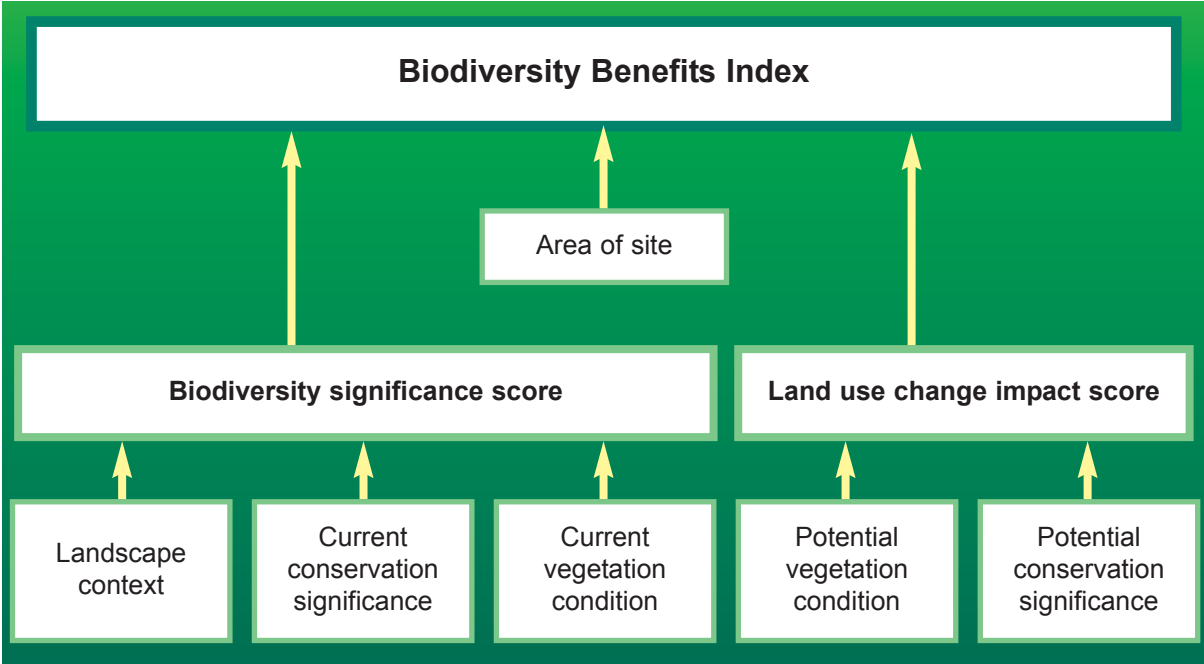 Biodiversity Benefits Index
Area of site
Biodiversity significance score
Land use change impact score
Landscape
context
Current
conservation
significance
Current
vegetation
condition
Potential
vegetation
condition
Potential
conservation
significance